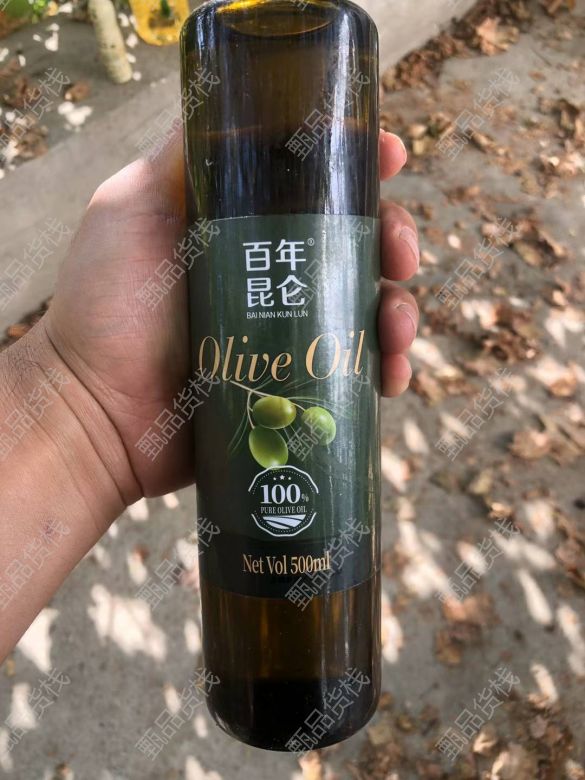 百年®
昆仑
BAI NIAN KUN LUN
Olive Oil
100%
PURE OLIVE OIL
Net Vol 500ml
甄品货栈